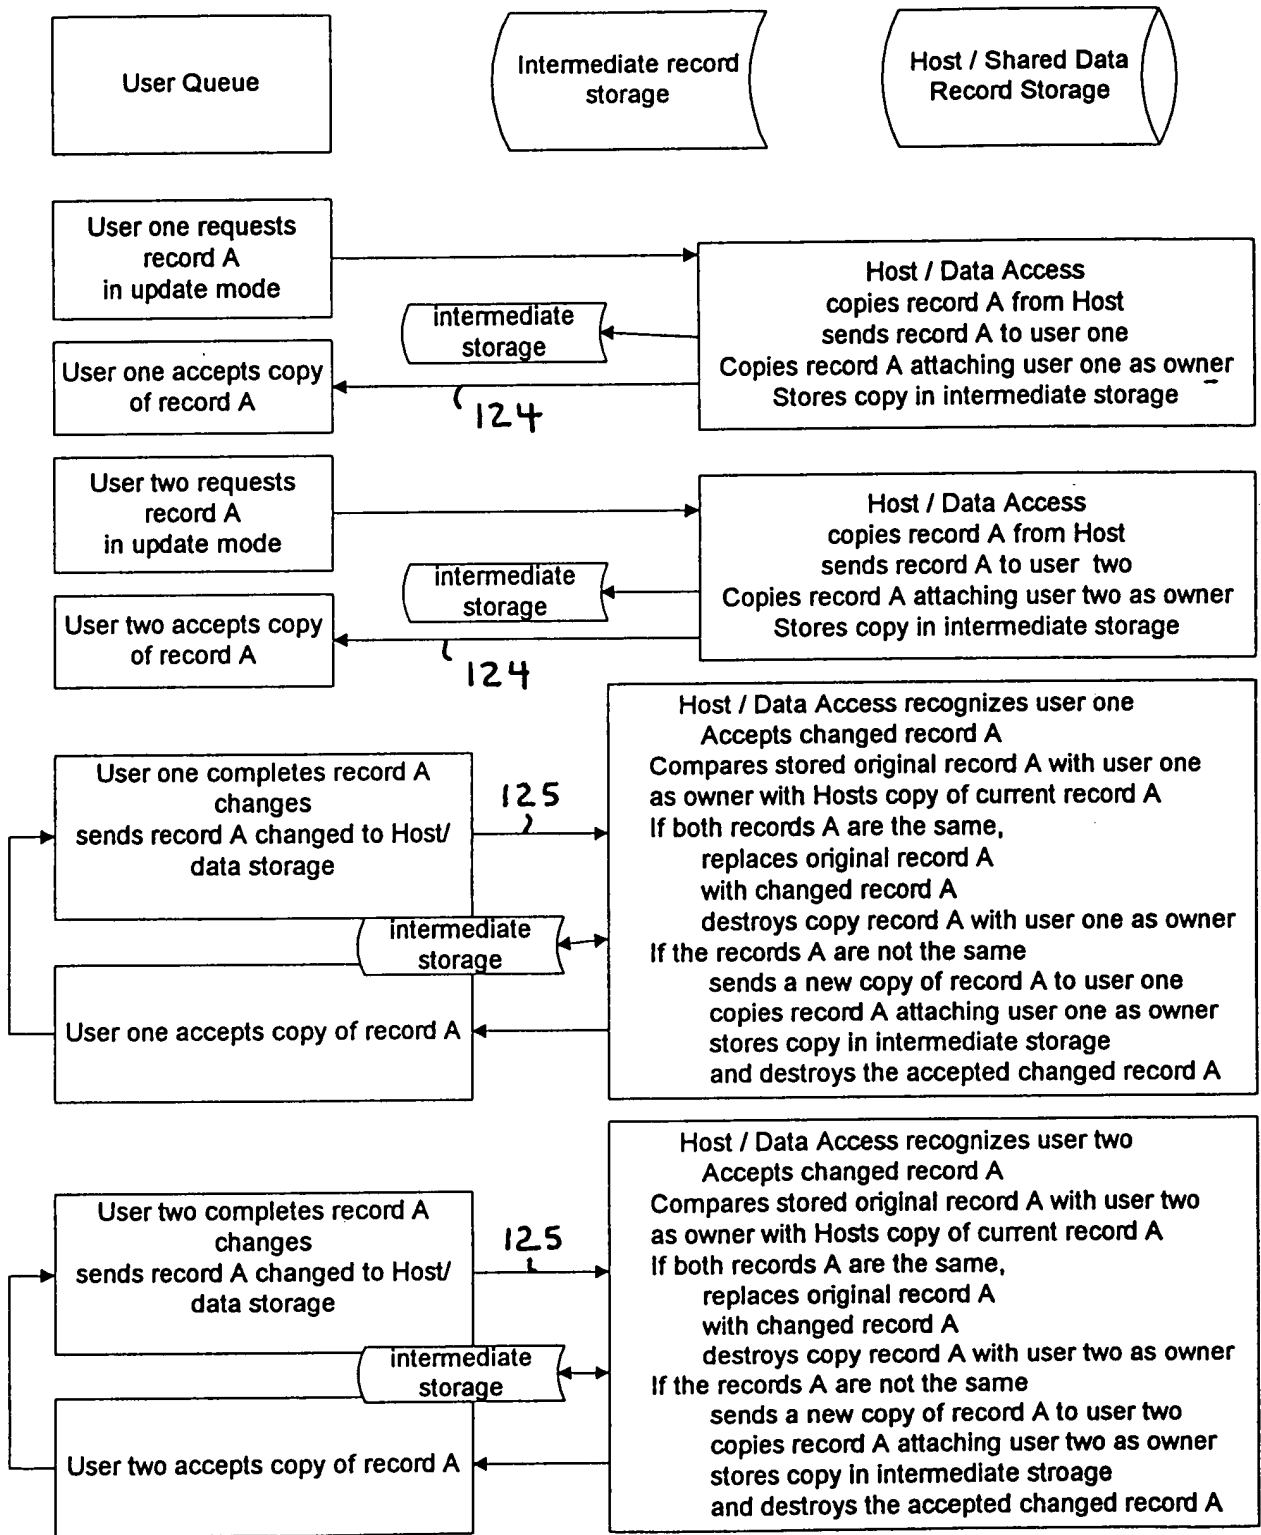 User Queue
Intermediate record
storage
Host / Shared Data
Record Storage
User one requests
record A
in update mode
Host / Data Access
copies record A from Host
sends record A to user one
Copies record A attaching user one as owner
Stores copy in intermediate storage
intermediate
storage
User one accepts copy
of record A
124
User two requests
record A
in update mode
Host / Data Access
copies record A from Host
sends record A to user two
Copies record A attaching user two as owner
Stores copy in intermediate storage
intermediate
storage
User two accepts copy
of record A
124
User one completes record A
changes
sends record A changed to Host/
data storage
125
Host / Data Access recognizes user one
Accepts changed record A
Compares stored original record A with user one
as owner with Hosts copy of current record A
If both records A are the same,
replaces original record A
with changed record A
destroys copy record A with user one as owner
If the records A are not the same
sends a new copy of record A to user one
copies record A attaching user one as owner
stores copy in intermediate storage
and destroys the accepted changed record A
intermediate
storage
User one accepts copy of record A
User two completes record A
changes
sends record A changed to Host/
data storage
125
Host / Data Access recognizes user two
Accepts changed record A
Compares stored original record A with user two
as owner with Hosts copy of current record A
If both records A are the same,
replaces original record A
with changed record A
destroys copy record A with user two as owner
If the records A are not the same
sends a new copy of record A to user two
copies record A attaching user two as owner
stores copy in intermediate stroage
and destroys the accepted changed record A
intermediate
storage
User two accepts copy of record A